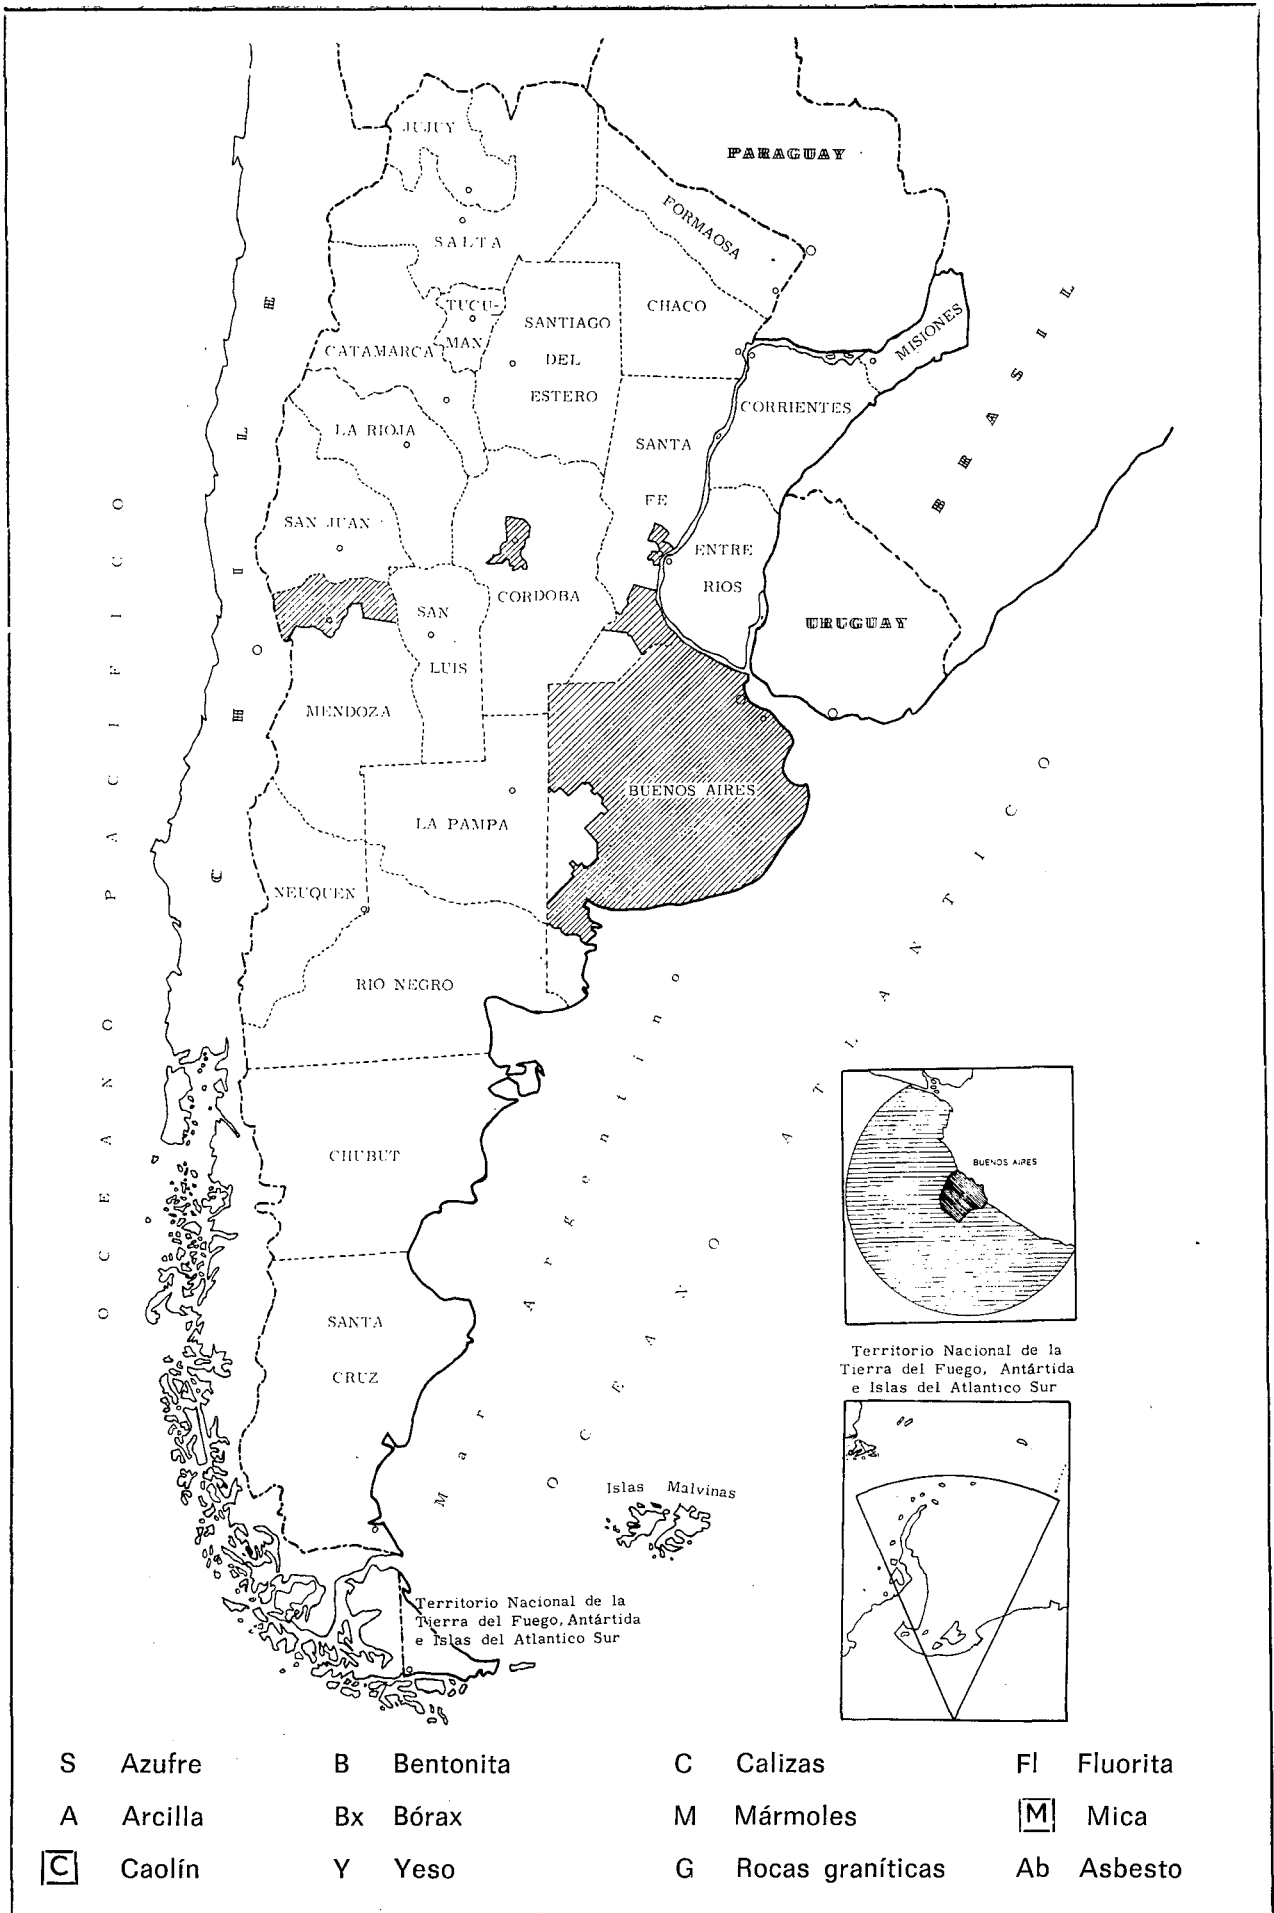 PARAGUAY
JUJUY
FORMAOSA
SALTA
CHACO
TUCU-
MAN
SANTIAGO
DEL
ESTERO
MISIONES
CATAMARCA
CORRIENTES
LA RIOJA
SANTA
FE
BRASIL
SAN JUAN
ENTRE
RIOS
CORDOBA
SAN
LUIS
URUGUAY
MENDOZA
BUENOS AIRES
LA PAMPA
NEUQUEN
RIO NEGRO
CHILE
OCEANO PACIFICO
CHUBUT
SANTA
CRUZ
Mar Argentino
OCEANO ATLANTICO
BUENOS AIRES
Territorio Nacional de la
Tierra del Fuego, Antártida
e Islas del Atlantico Sur
Islas Malvinas
Territorio Nacional de la
Tierra del Fuego, Antártida
e Islas del Atlantico Sur
S Azufre B Bentonita C Calizas Fl Fluorita
A Arcilla Bx Bórax M Mármoles M Mica
C Caolín Y Yeso G Rocas graníticas Ab Asbesto